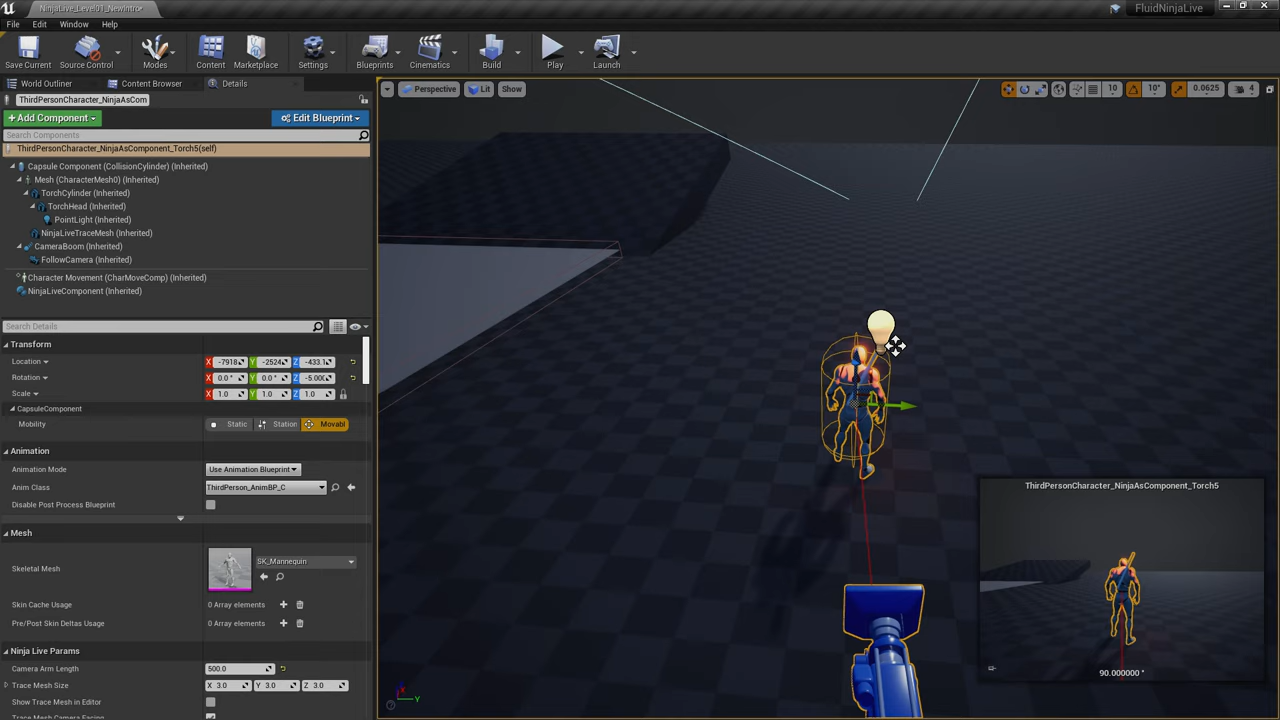 NinjaLive_Level01_NewIntro
FluidNinjaLive
File Edit Window Help
Save Current Source Control Modes Content Marketplace Settings Blueprints Cinematics Build Play Launch
World Outliner Content Browser Details
Perspective Lit Show 10 10° 0.0625 4
ThirdPersonCharacter_NinjaAsCom
+ Add Component Edit Blueprint
Search Components
ThirdPersonCharacter_NinjaAsComponent_Torch5(self)
Capsule Component (CollisionCylinder) (Inherited)
Mesh (CharacterMesh0) (Inherited)
TorchCylinder (Inherited)
TorchHead (Inherited)
PointLight (Inherited)
NinjaLiveTraceMesh (Inherited)
CameraBoom (Inherited)
FollowCamera (Inherited)
Character Movement (CharMoveComp) (Inherited)
NinjaLiveComponent (Inherited)
Search Details
Transform
Location X -7918 Y -2524 Z -433.1
Rotation X 0.0 ° Y 0.0 ° Z -5.00
Scale X 1.0 Y 1.0 Z 1.0
CapsuleComponent
Mobility Static Station Movabl
Animation
Animation Mode Use Animation Blueprint
Anim Class ThirdPerson_AnimBP_C
Disable Post Process Blueprint
Mesh
Skeletal Mesh SK_Mannequin
Skin Cache Usage 0 Array elements
Pre/Post Skin Deltas Usage 0 Array elements
Ninja Live Params
Camera Arm Length 500.0
Trace Mesh Size X 3.0 Y 3.0 Z 3.0
Show Trace Mesh in Editor
Trace Mesh Camera Facing
ThirdPersonCharacter_NinjaAsComponent_Torch5
90.000000 °
Y